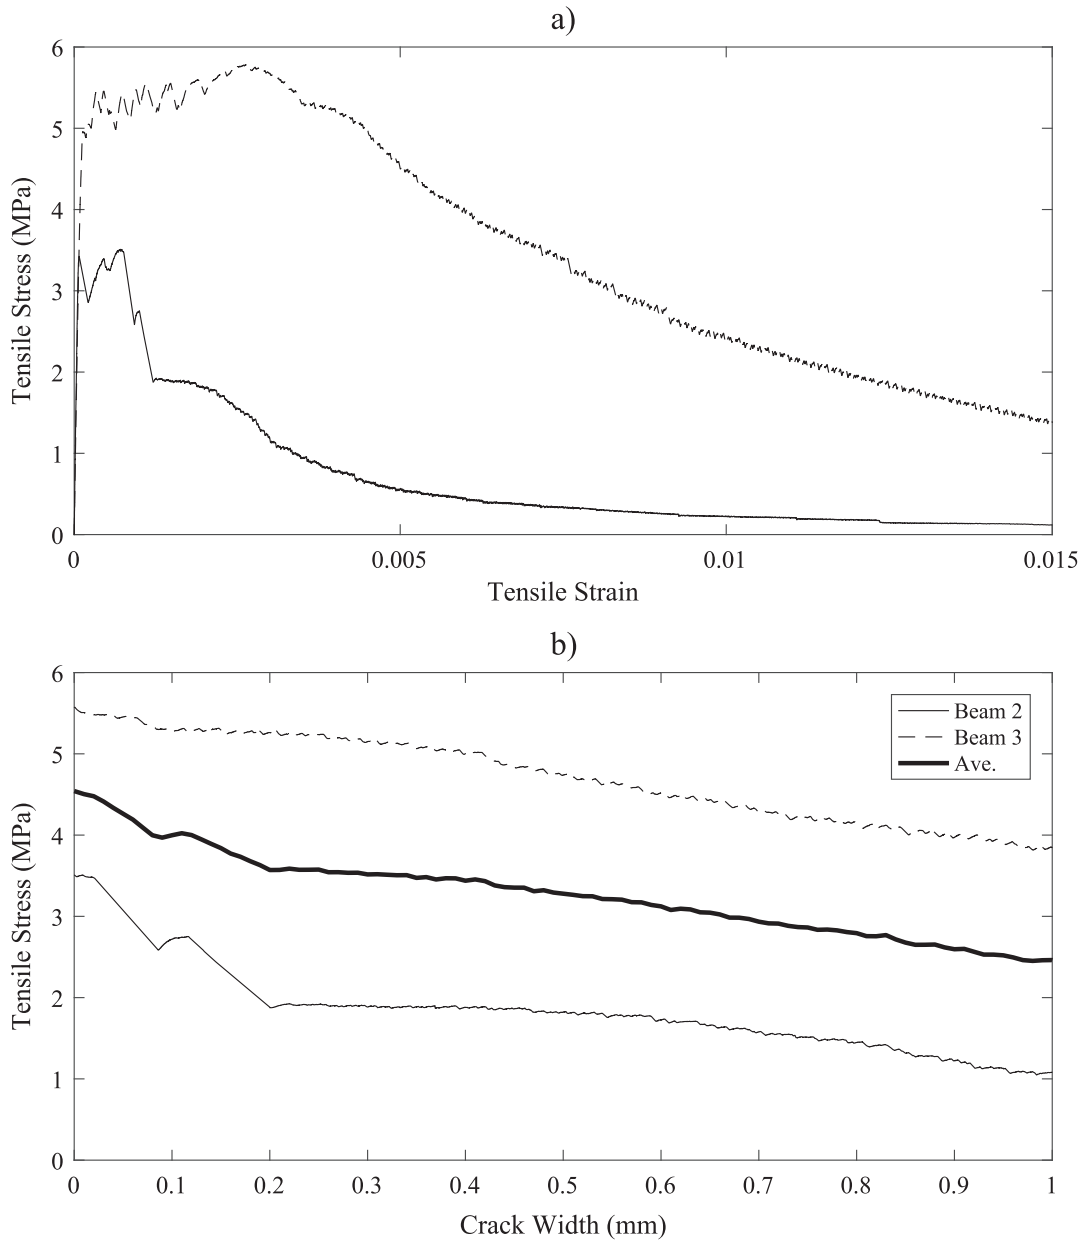 a)
6
5
4
3
2
1
0
Tensile Stress (MPa)
0 0.005 0.01 0.015
Tensile Strain
b)
6
5
4
3
2
1
0
Tensile Stress (MPa)
Beam 2
Beam 3
Ave.
0 0.1 0.2 0.3 0.4 0.5 0.6 0.7 0.8 0.9 1
Crack Width (mm)